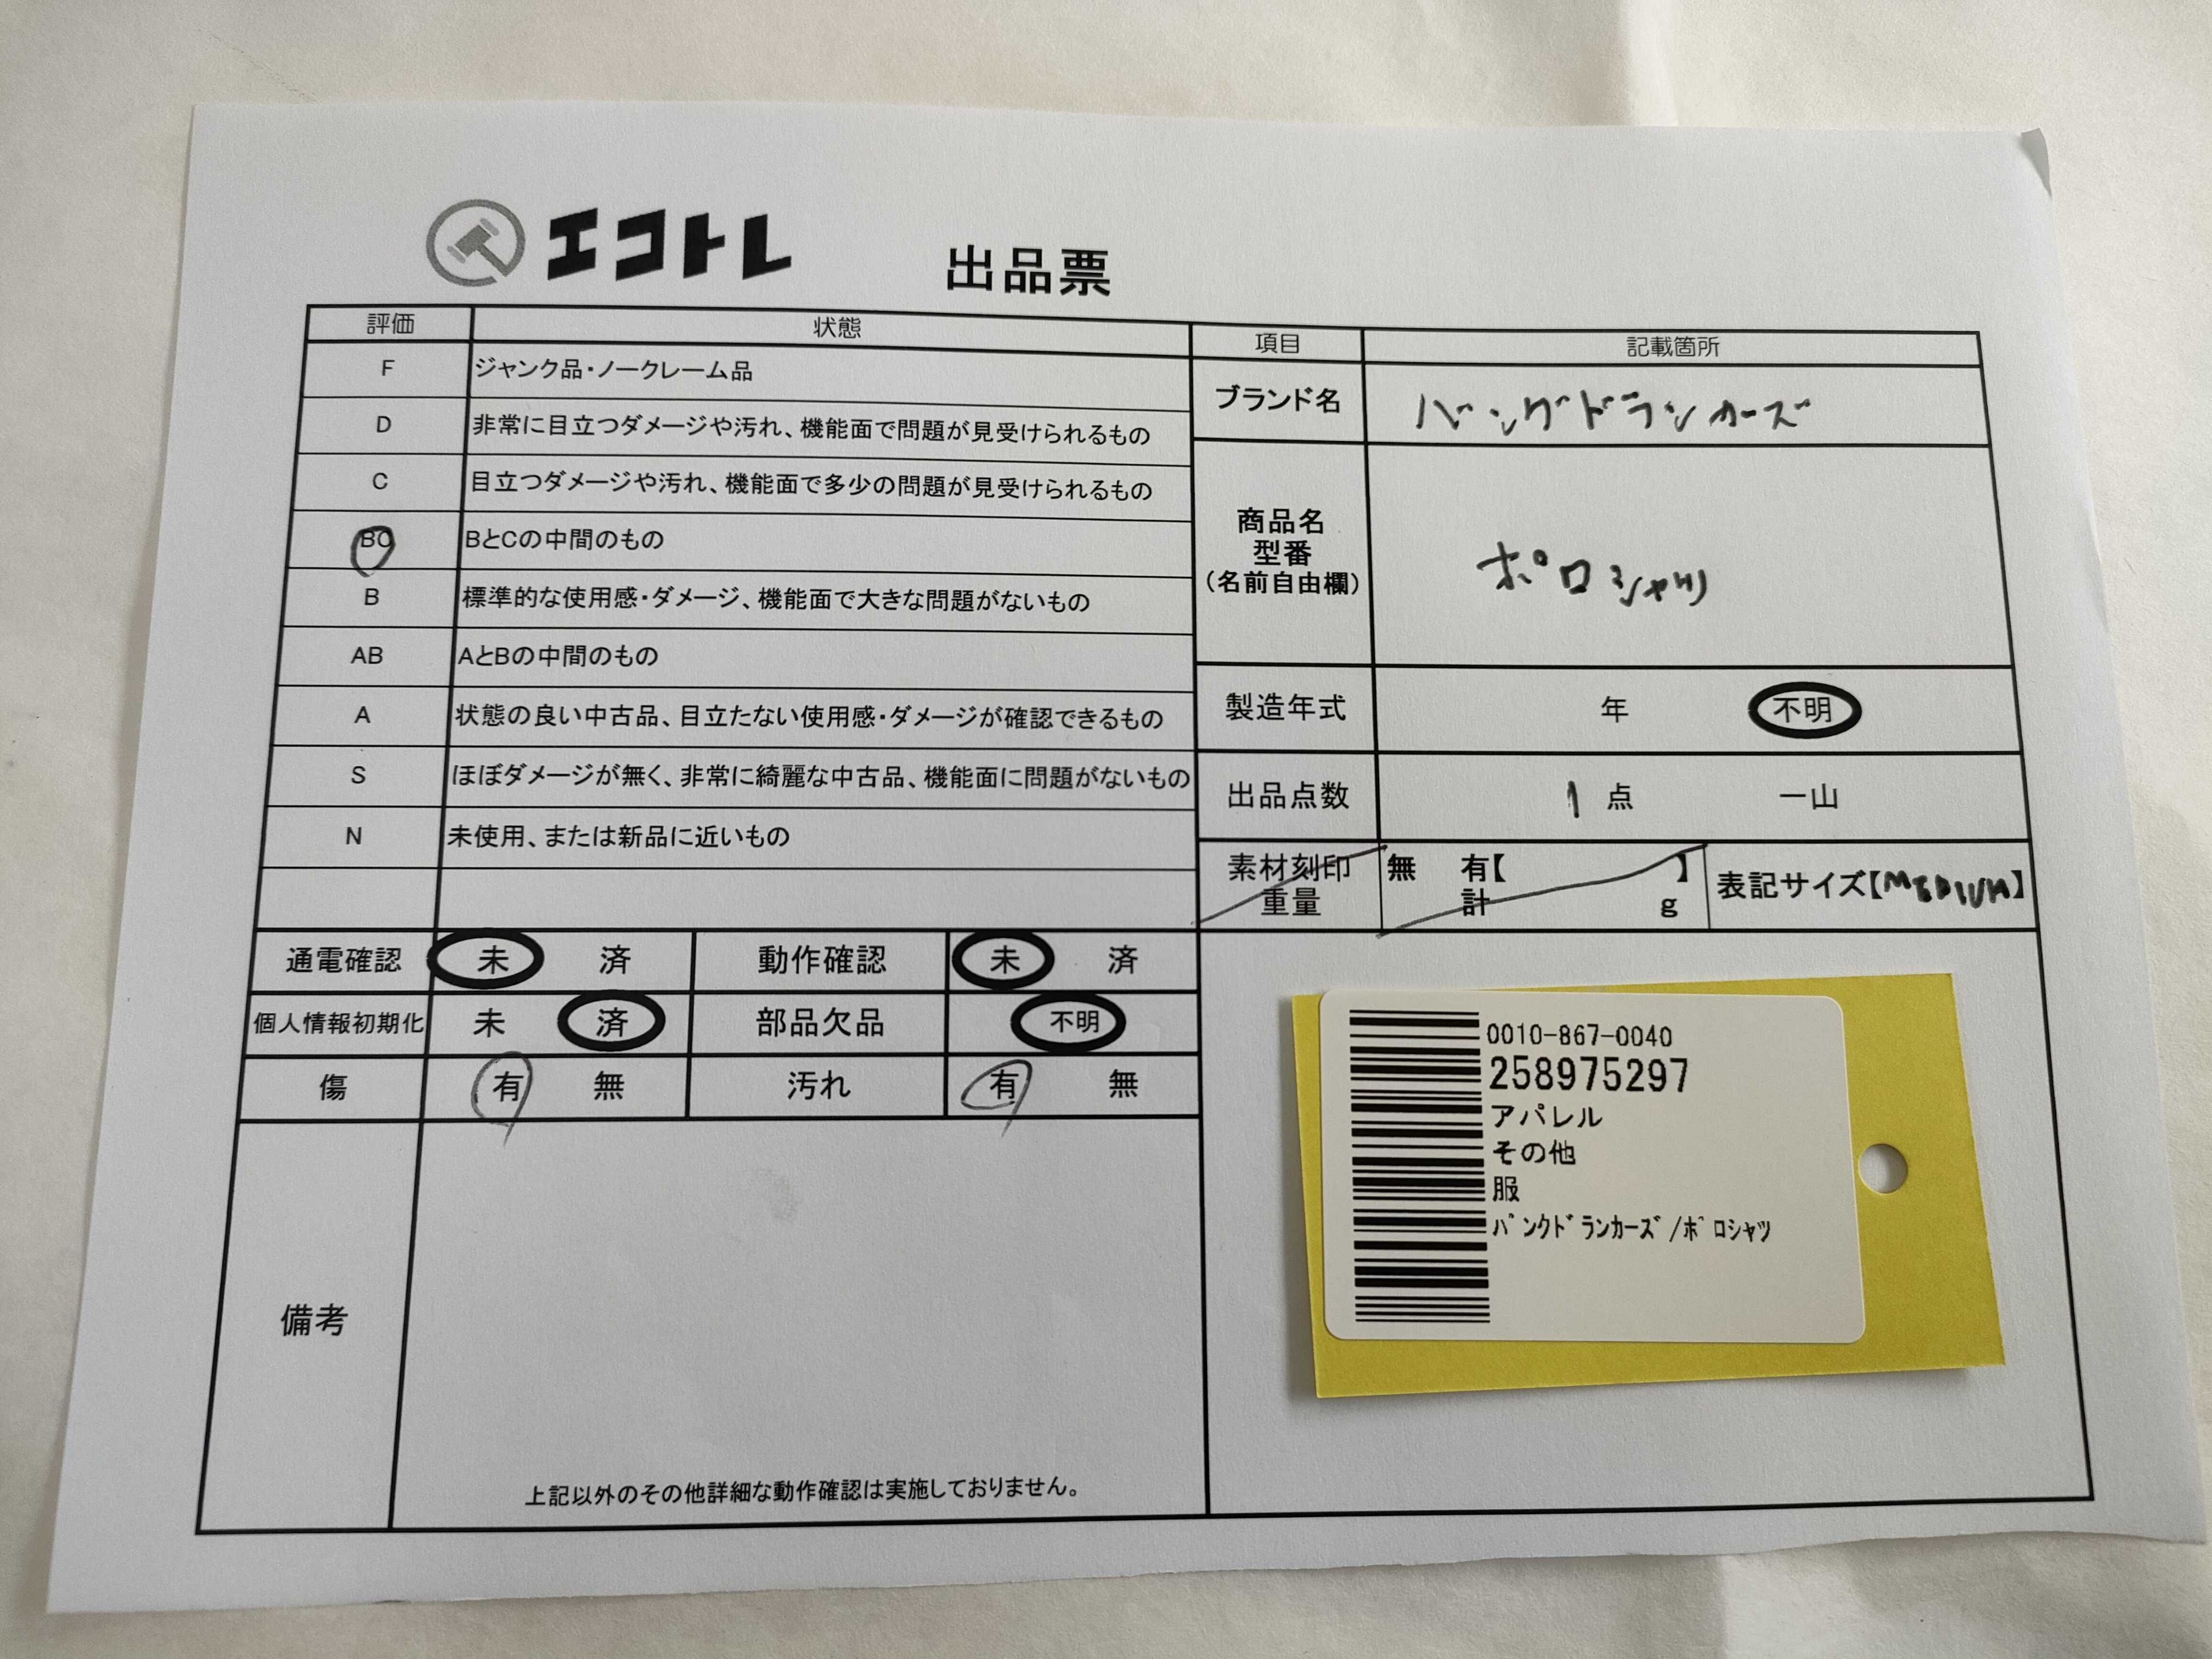 エコトレ 出品票
評価 状態
F ジャンク品・ノークレーム品
D 非常に目立つダメージや汚れ、機能面で問題が見受けられるもの
C 目立つダメージや汚れ、機能面で多少の問題が見受けられるもの
BC BとCの中間のもの
B 標準的な使用感・ダメージ、機能面で大きな問題がないもの
AB AとBの中間のもの
A 状態の良い中古品、目立たない使用感・ダメージが確認できるもの
S ほぼダメージが無く、非常に綺麗な中古品、機能面に問題がないもの
N 未使用、または新品に近いもの
項目 記載箇所
ブランド名 バングドランカーズ
商品名
型番
(名前自由欄)
ポロシャツ
製造年式 年 不明
出品点数 1 点 一山
素材刻印 無 有【 】
重量 計 g
表記サイズ【MEDIUM】
通電確認 未 済 動作確認 未 済
個人情報初期化 未 済 部品欠品 不明
傷 有 無 汚れ 有 無
備考
上記以外のその他詳細な動作確認は実施しておりません。
0010-867-0040
258975297
アパレル
その他
服
ﾊﾟﾝｸﾄﾞﾗﾝｶｰｽﾞ/ﾎﾟﾛｼｬﾂ